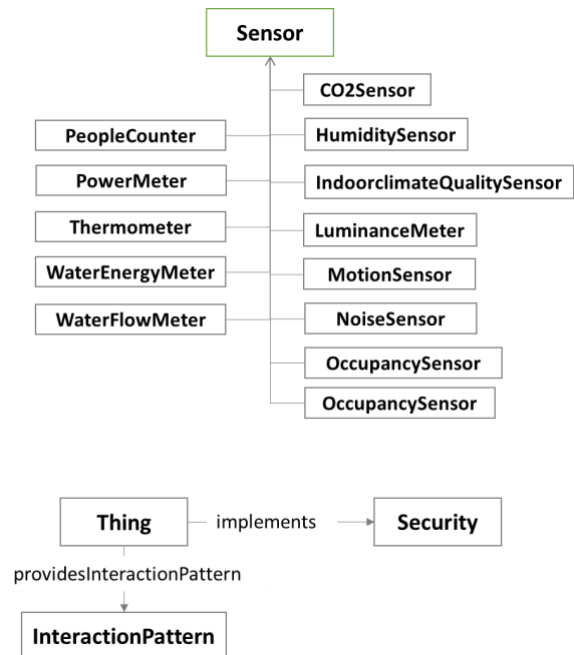 Sensor
CO2Sensor
PeopleCounter
HumiditySensor
PowerMeter
IndoorclimateQualitySensor
Thermometer
LuminanceMeter
WaterEnergyMeter
MotionSensor
WaterFlowMeter
NoiseSensor
OccupancySensor
OccupancySensor
Thing
implements
Security
providesInteractionPattern
InteractionPattern